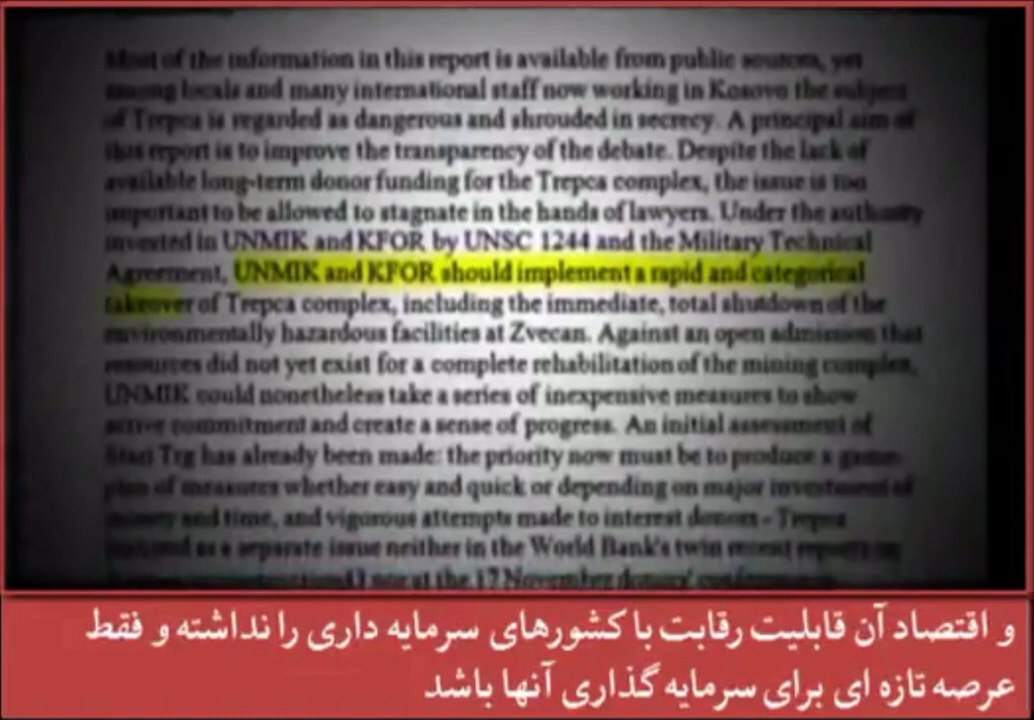 Most of the information in this report is available from public sources, yet
among locals and many international staff now working in Kosovo the subject
of Trepca is regarded as dangerous and shrouded in secrecy. A principal aim of
this report is to improve the transparency of the debate. Despite the lack of
available long-term donor funding for the Trepca complex, the issue is too
important to be allowed to stagnate in the hands of lawyers. Under the authority
invested in UNMIK and KFOR by UNSC 1244 and the Military Technical
Agreement, UNMIK and KFOR should implement a rapid and categorical
takeover of Trepca complex, including the immediate, total shutdown of the
environmentally hazardous facilities at Zvecan. Against an open admission that
resources did not yet exist for a complete rehabilitation of the mining complex,
UNMIK could nonetheless take a series of inexpensive measures to show
active commitment and create a sense of progress. An initial assessment of
Stari Trg has already been made: the priority now must be to produce a game-
plan of measures whether easy and quick or depending on major investment of
money and time, and vigorous attempts made to interest donors - Trepca
as a separate issue neither in the World Bank's twin recent reports on
nor at the 17 November donors' conference
و اقتصاد آن قابلیت رقابت با کشورهای سرمایه داری را نداشته و فقط
عرصه تازه ای برای سرمایه گذاری آنها باشد